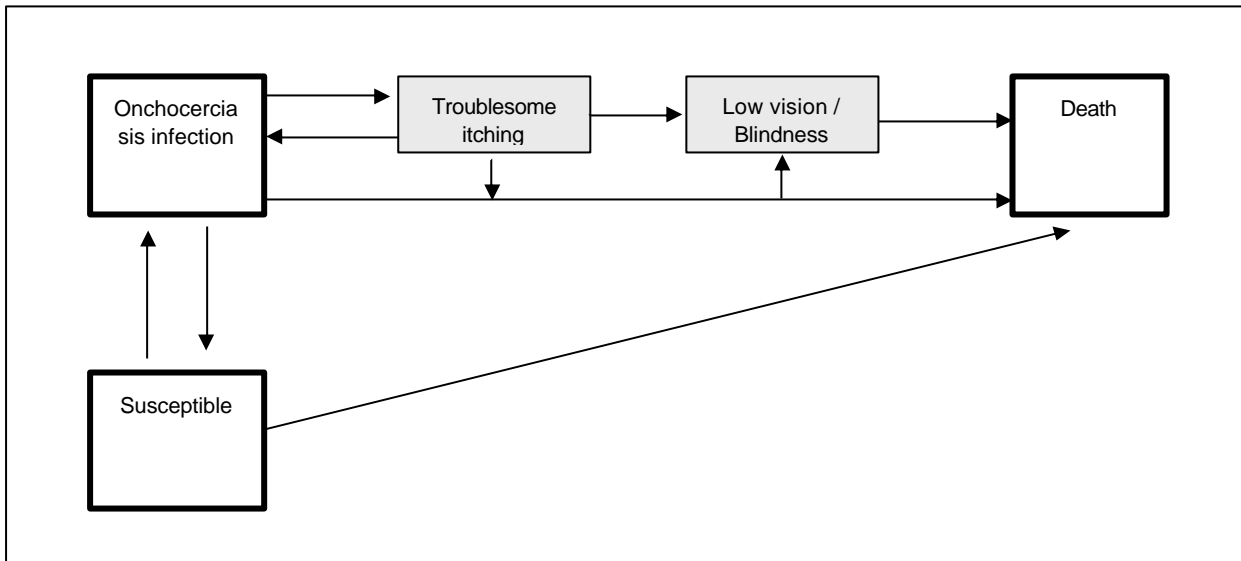 Onchocercia
sis infection
Troublesome
itching
Low vision /
Blindness
Death
Susceptible